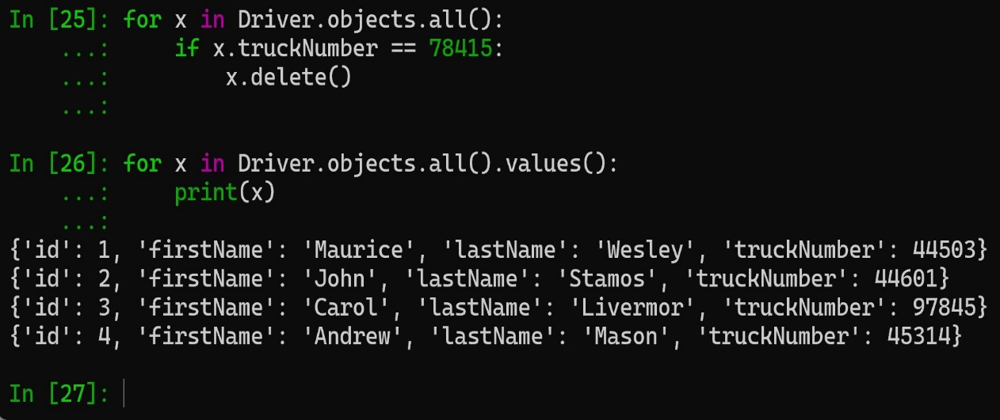 In [25]: for x in Driver.objects.all():
    ...:     if x.truckNumber == 78415:
    ...:         x.delete()
    ...:
In [26]: for x in Driver.objects.all().values():
    ...:     print(x)
    ...:
{'id': 1, 'firstName': 'Maurice', 'lastName': 'Wesley', 'truckNumber': 44503}
{'id': 2, 'firstName': 'John', 'lastName': 'Stamos', 'truckNumber': 44601}
{'id': 3, 'firstName': 'Carol', 'lastName': 'Livermor', 'truckNumber': 97845}
{'id': 4, 'firstName': 'Andrew', 'lastName': 'Mason', 'truckNumber': 45314}
In [27]: